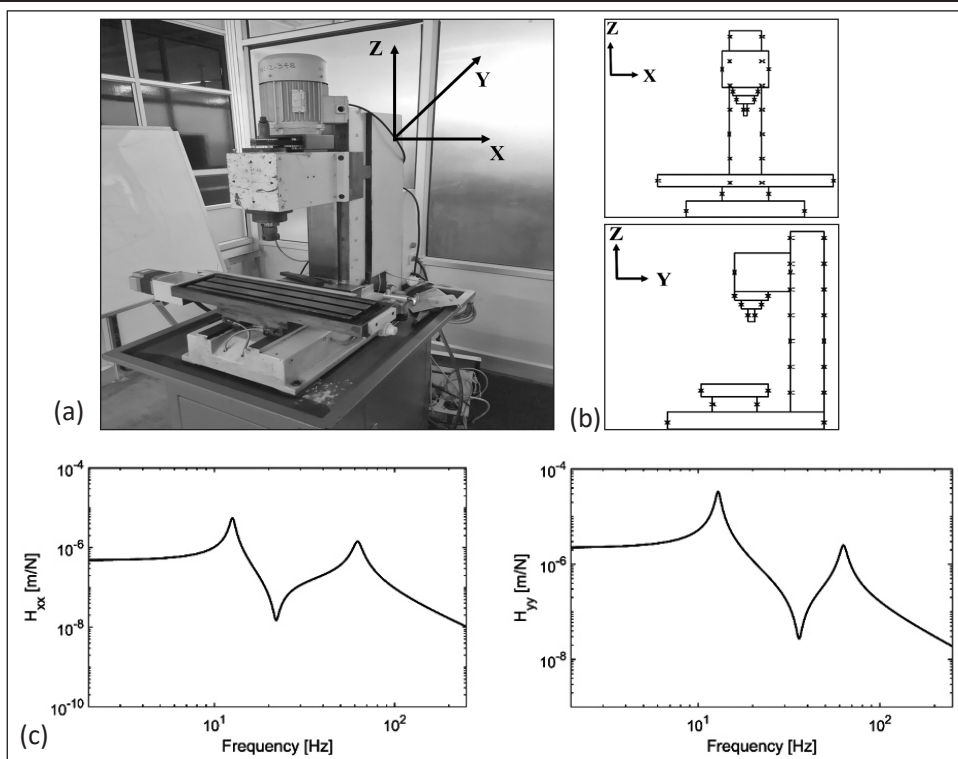 Z
Y
X
(a)
Z
X
Z
Y
(b)
10^-4
10^-6
10^-8
10^-10
H_xx [m/N]
10^1
10^2
Frequency [Hz]
(c)
10^-4
10^-6
10^-8
H_yy [m/N]
10^1
10^2
Frequency [Hz]